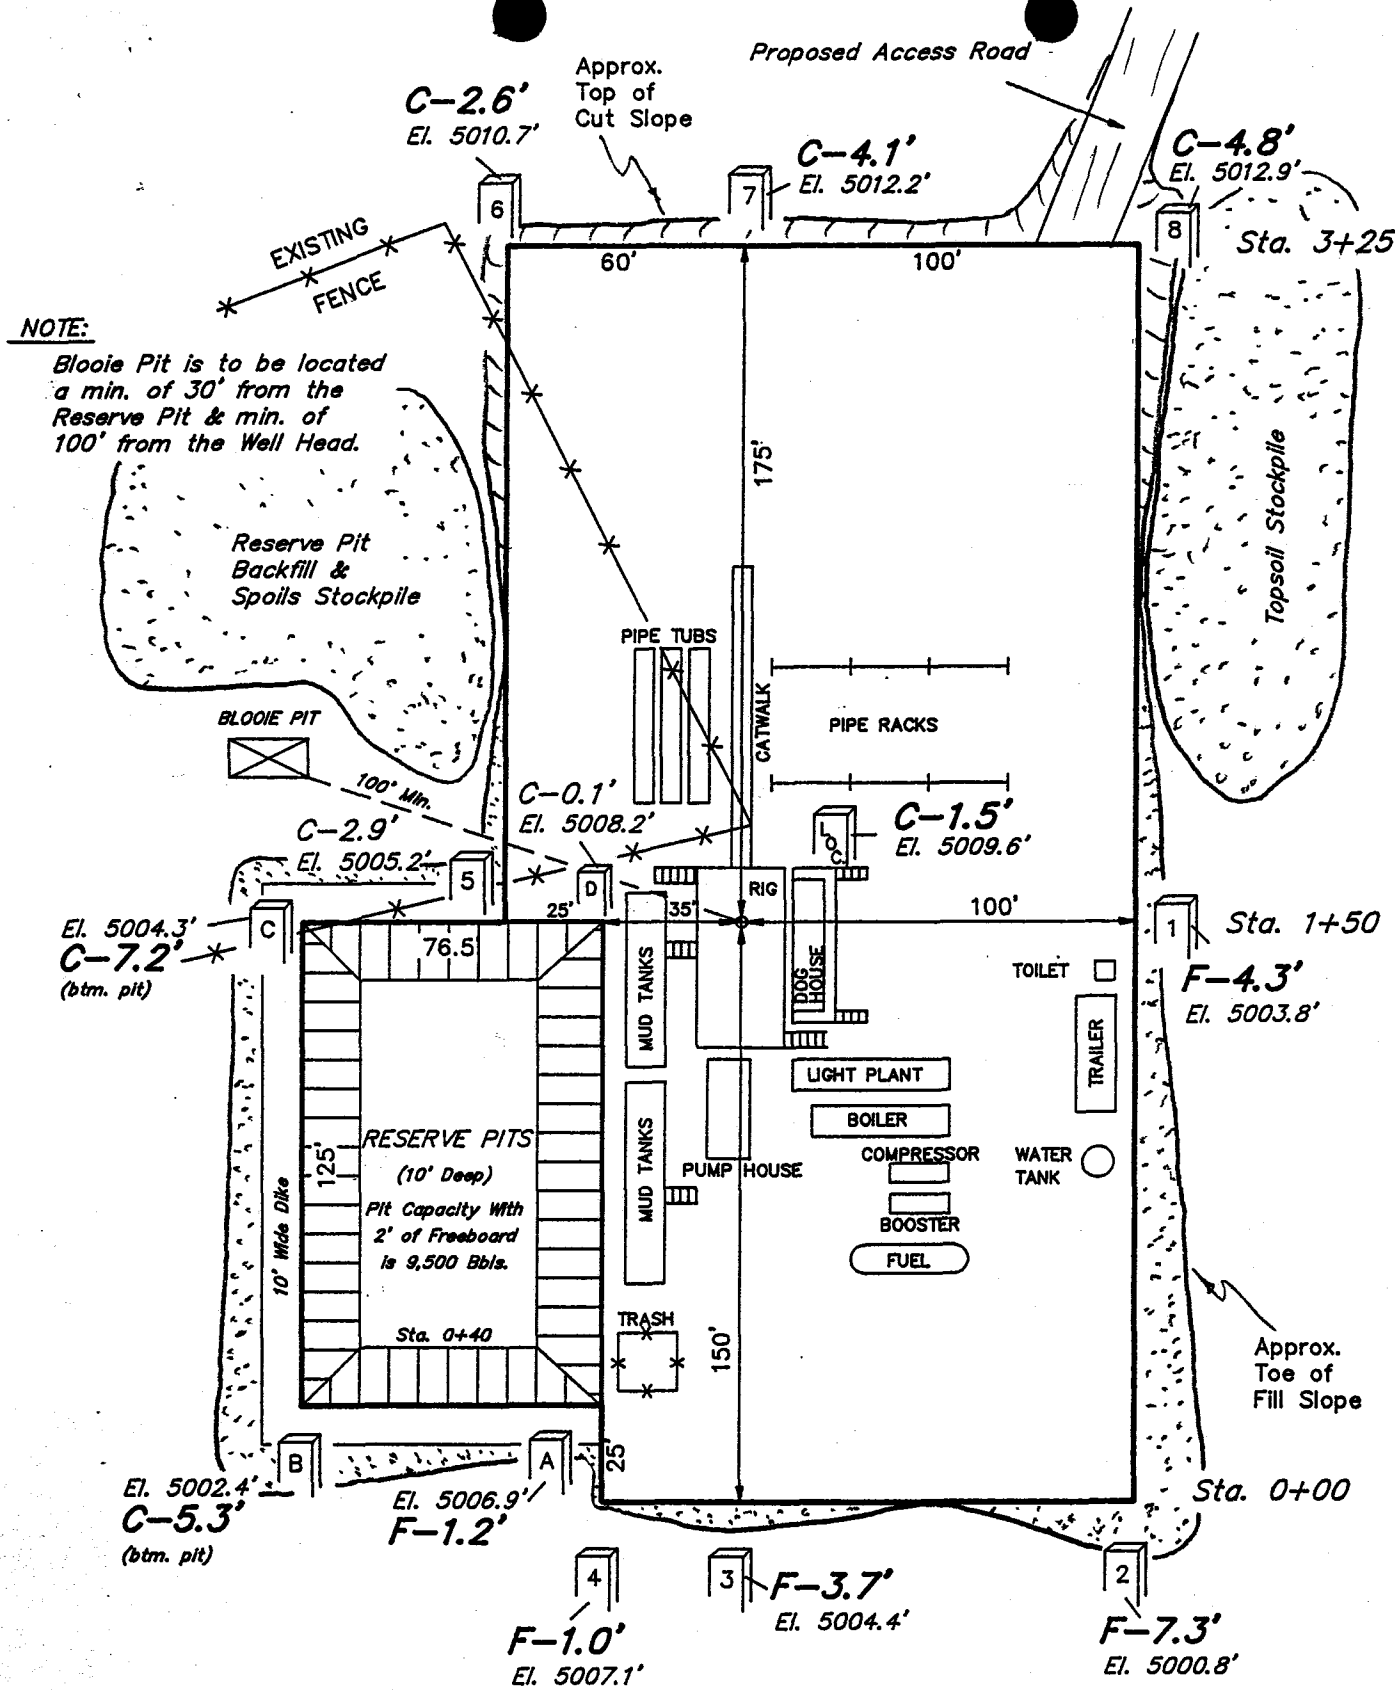 Proposed Access Road
Approx.
Top of
Cut Slope
C-2.6'
El. 5010.7'
C-4.1'
El. 5012.2'
C-4.8'
El. 5012.9'
6
7
8
Sta. 3+25
EXISTING
FENCE
60'
100'
NOTE:
Blooie Pit is to be located
a min. of 30' from the
Reserve Pit & min. of
100' from the Well Head.
175'
Topsoil Stockpile
Reserve Pit
Backfill &
Spoils Stockpile
PIPE TUBS
CATWALK
PIPE RACKS
BLOOIE PIT
100' Min.
C-0.1'
El. 5008.2'
C-2.9'
El. 5005.2'
LOC.
C-1.5'
El. 5009.6'
5
D
RIG
El. 5004.3'
C-7.2'
(btm. pit)
C
25'
35'
100'
1
Sta. 1+50
F-4.3'
El. 5003.8'
76.5'
MUD TANKS
DOG
HOUSE
TOILET
TRAILER
LIGHT PLANT
BOILER
RESERVE PITS
(10' Deep)
Pit Capacity With
2' of Freeboard
is 9,500 Bbls.
125'
10' Wide Dike
MUD TANKS
PUMP HOUSE
COMPRESSOR
WATER
TANK
BOOSTER
FUEL
TRASH
Sta. 0+40
150'
Approx.
Toe of
Fill Slope
25'
B
A
El. 5002.4'
C-5.3'
(btm. pit)
El. 5006.9'
F-1.2'
Sta. 0+00
4
3
2
F-3.7'
El. 5004.4'
F-1.0'
El. 5007.1'
F-7.3'
El. 5000.8'